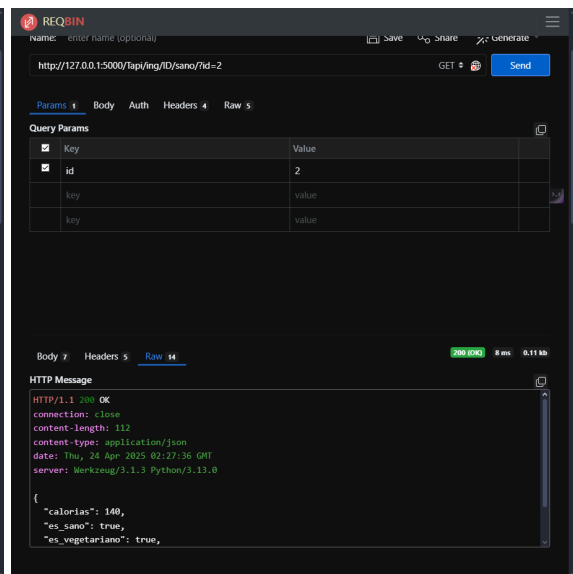 REQBIN
Name: enter name (optional) Save Share Generate
http://127.0.0.1:5000/Tapi/ing/ID/sano/?id=2 GET Send
Params 1 Body Auth Headers 4 Raw 5
Query Params
Key Value
id 2
key value
key value
Body 7 Headers 5 Raw 14 200 (OK) 8 ms 0.11 kb
HTTP Message
HTTP/1.1 200 OK
connection: close
content-length: 112
content-type: application/json
date: Thu, 24 Apr 2025 02:27:36 GMT
server: Werkzeug/3.1.3 Python/3.13.0
{
"calorias": 140,
"es_sano": true,
"es_vegetariano": true,